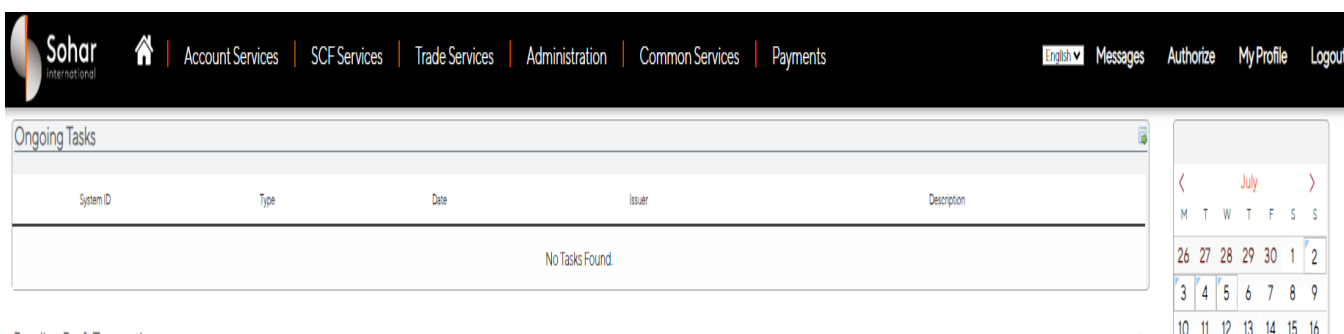 Sohar
international
Account Services
SCF Services
Trade Services
Administration
Common Services
Payments
English
Messages
Authorize
My Profile
Logout
Ongoing Tasks
System ID Type Date Issuer Description
No Tasks Found.
July
M T W T F S S
26 27 28 29 30 1 2
3 4 5 6 7 8 9
10 11 12 13 14 15 16